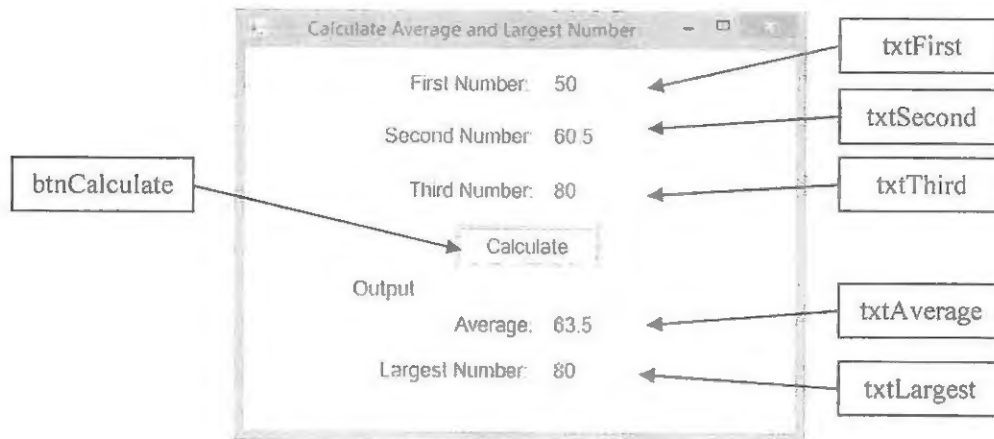 Calculate Average and Largest Number
txtFirst
First Number: 50
txtSecond
Second Number: 60.5
btnCalculate
Third Number: 80
txtThird
Calculate
Output
txtAverage
Average: 63.5
Largest Number: 80
txtLargest